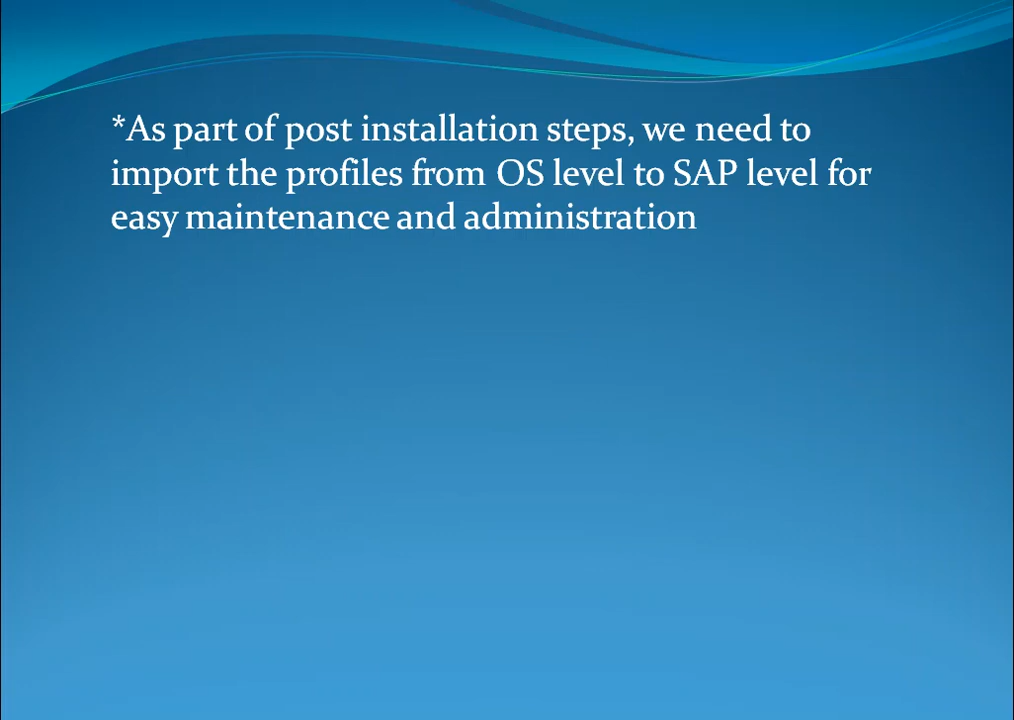 *As part of post installation steps, we need to
import the profiles from OS level to SAP level for
easy maintenance and administration